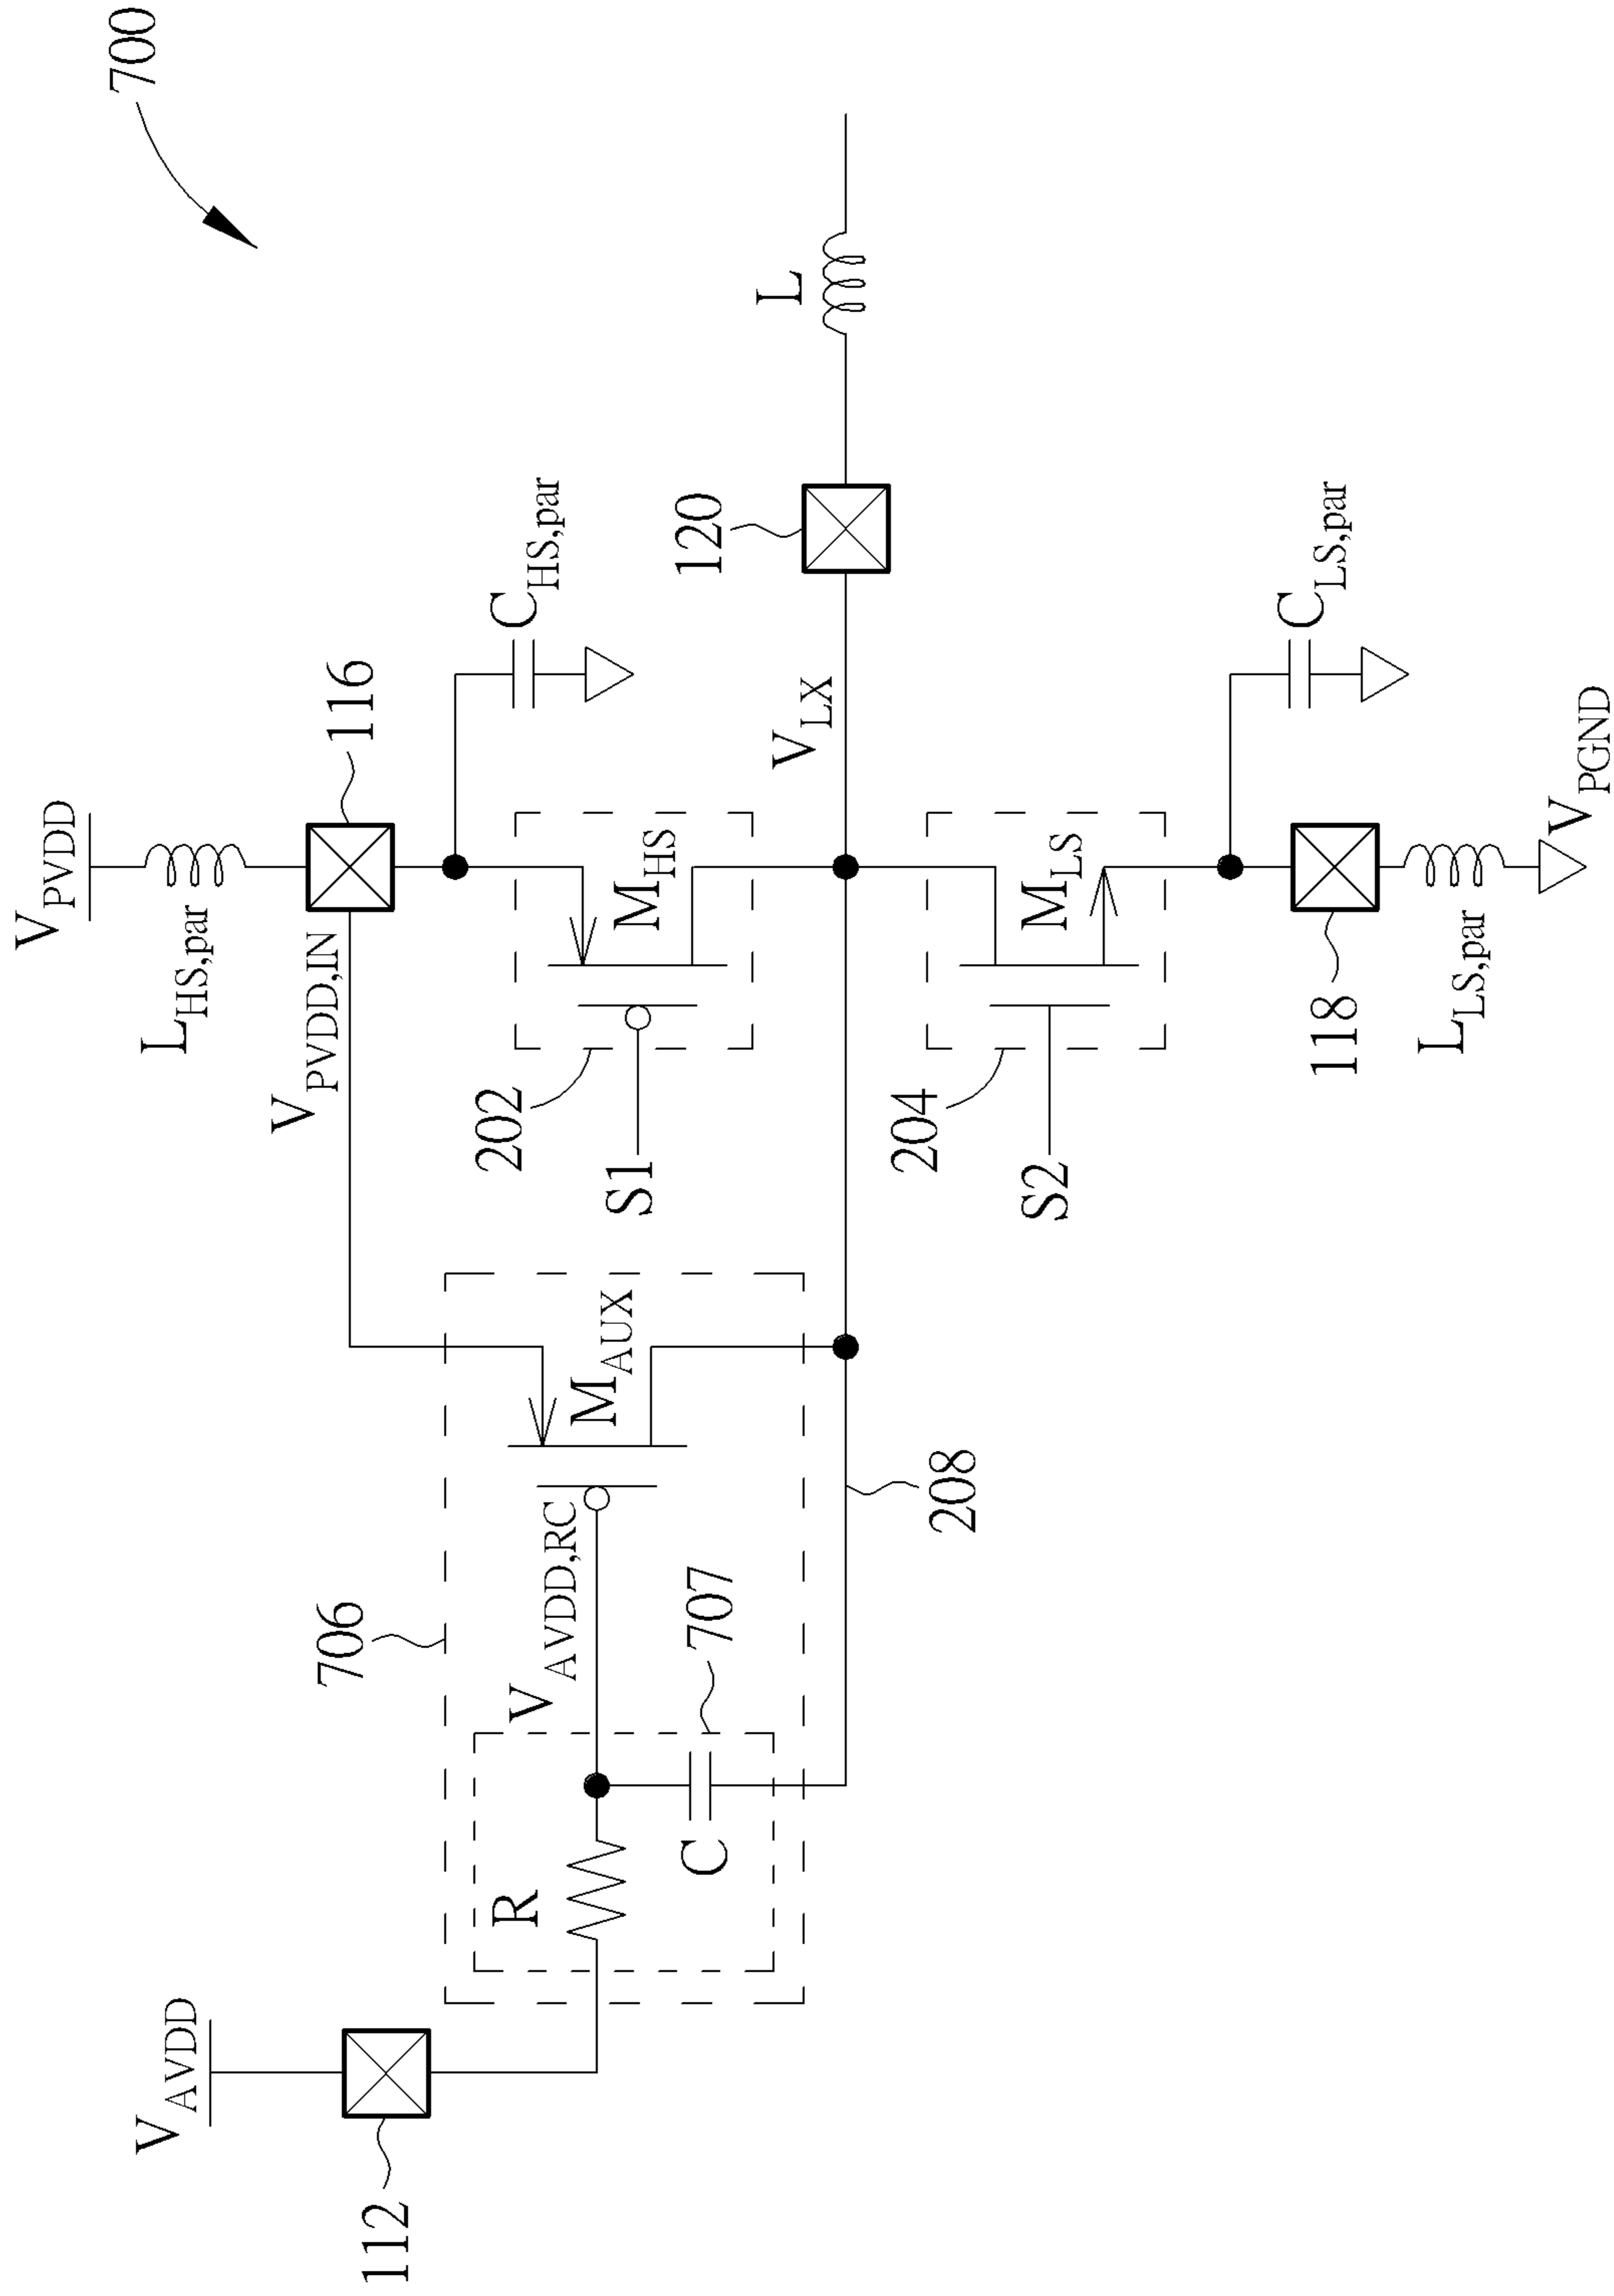 700
V_PVDD
L_HS,par
116
V_PVDD,IN
C_HS,par
V_AVDD
112
706
R
C
707
V_AVDD,RC
M_AUX
202
S1
M_HS
V_LX
120
L
208
204
S2
M_LS
C_LS,par
118
L_LS,par
V_PGND